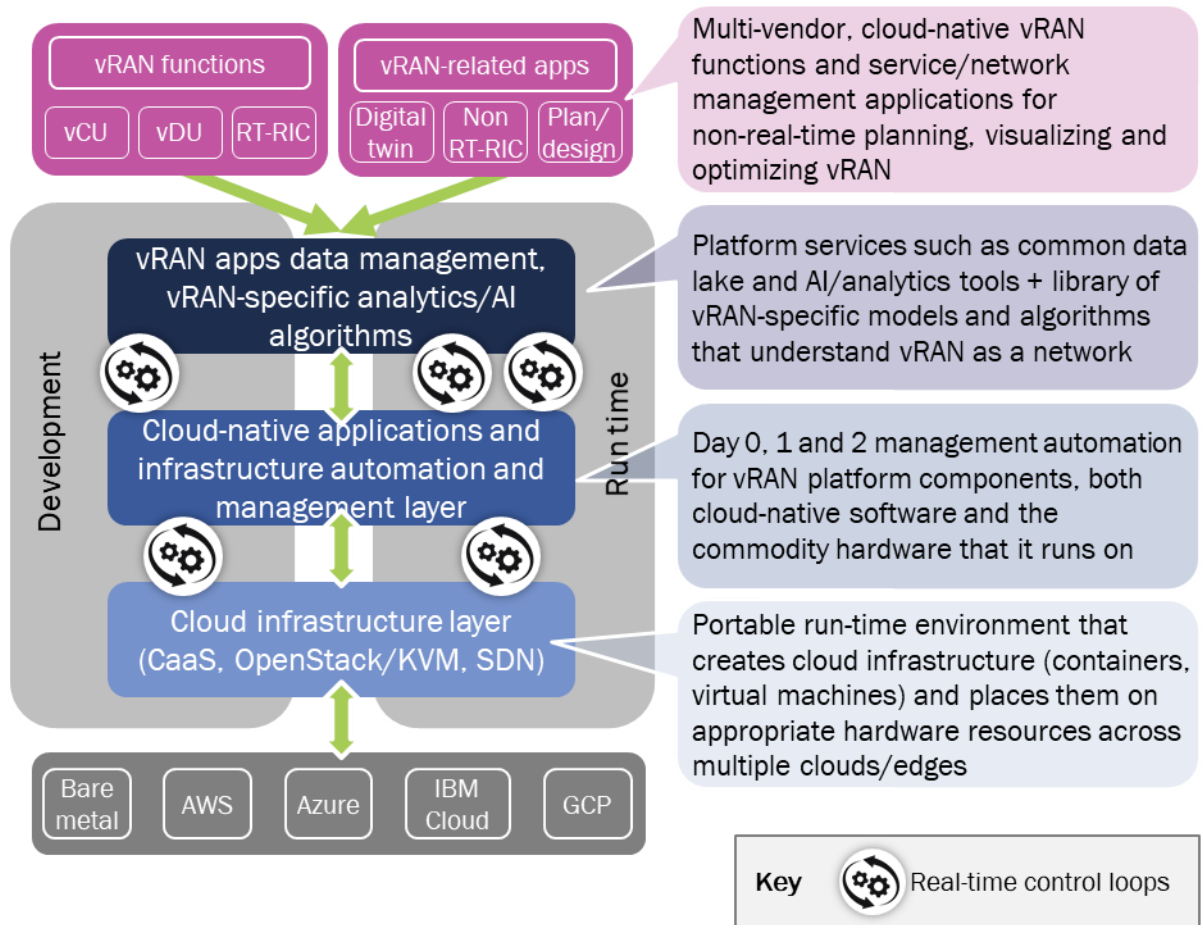 vRAN functions
vCU
vDU
RT-RIC
vRAN-related apps
Digital
twin
Non
RT-RIC
Plan/
design
Multi-vendor, cloud-native vRAN
functions and service/network
management applications for
non-real-time planning, visualizing and
optimizing vRAN
Development
Run time
vRAN apps data management,
vRAN-specific analytics/AI
algorithms
Platform services such as common data
lake and AI/analytics tools + library of
vRAN-specific models and algorithms
that understand vRAN as a network
Cloud-native applications and
infrastructure automation and
management layer
Day 0, 1 and 2 management automation
for vRAN platform components, both
cloud-native software and the
commodity hardware that it runs on
Cloud infrastructure layer
(CaaS, OpenStack/KVM, SDN)
Portable run-time environment that
creates cloud infrastructure (containers,
virtual machines) and places them on
appropriate hardware resources across
multiple clouds/edges
Bare
metal
AWS
Azure
IBM
Cloud
GCP
Key
Real-time control loops